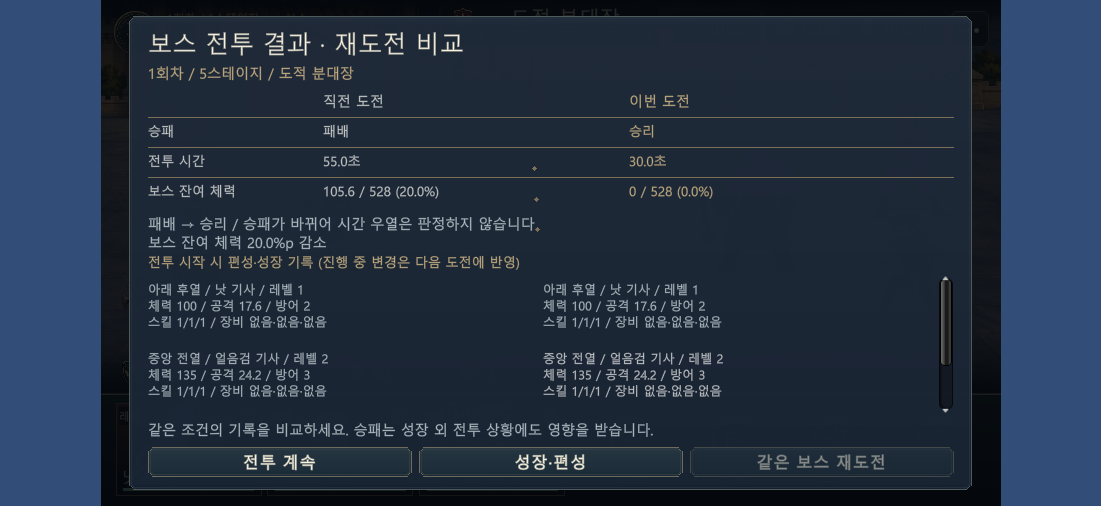 보스 전투 결과 · 재도전 비교
1회차 / 5스테이지 / 도적 분대장
직전 도전 이번 도전
승패 패배 승리
전투 시간 55.0초 30.0초
보스 잔여 체력 105.6 / 528 (20.0%) 0 / 528 (0.0%)
패배 → 승리 / 승패가 바뀌어 시간 우열은 판정하지 않습니다.
보스 잔여 체력 20.0%p 감소
전투 시작 시 편성·성장 기록 (진행 중 변경은 다음 도전에 반영)
아래 후열 / 낫 기사 / 레벨 1 아래 후열 / 낫 기사 / 레벨 1
체력 100 / 공격 17.6 / 방어 2 체력 100 / 공격 17.6 / 방어 2
스킬 1/1/1 / 장비 없음·없음·없음 스킬 1/1/1 / 장비 없음·없음·없음
중앙 전열 / 얼음검 기사 / 레벨 2 중앙 전열 / 얼음검 기사 / 레벨 2
체력 135 / 공격 24.2 / 방어 3 체력 135 / 공격 24.2 / 방어 3
스킬 1/1/1 / 장비 없음·없음·없음 스킬 1/1/1 / 장비 없음·없음·없음
같은 조건의 기록을 비교하세요. 승패는 성장 외 전투 상황에도 영향을 받습니다.
전투 계속 성장·편성 같은 보스 재도전